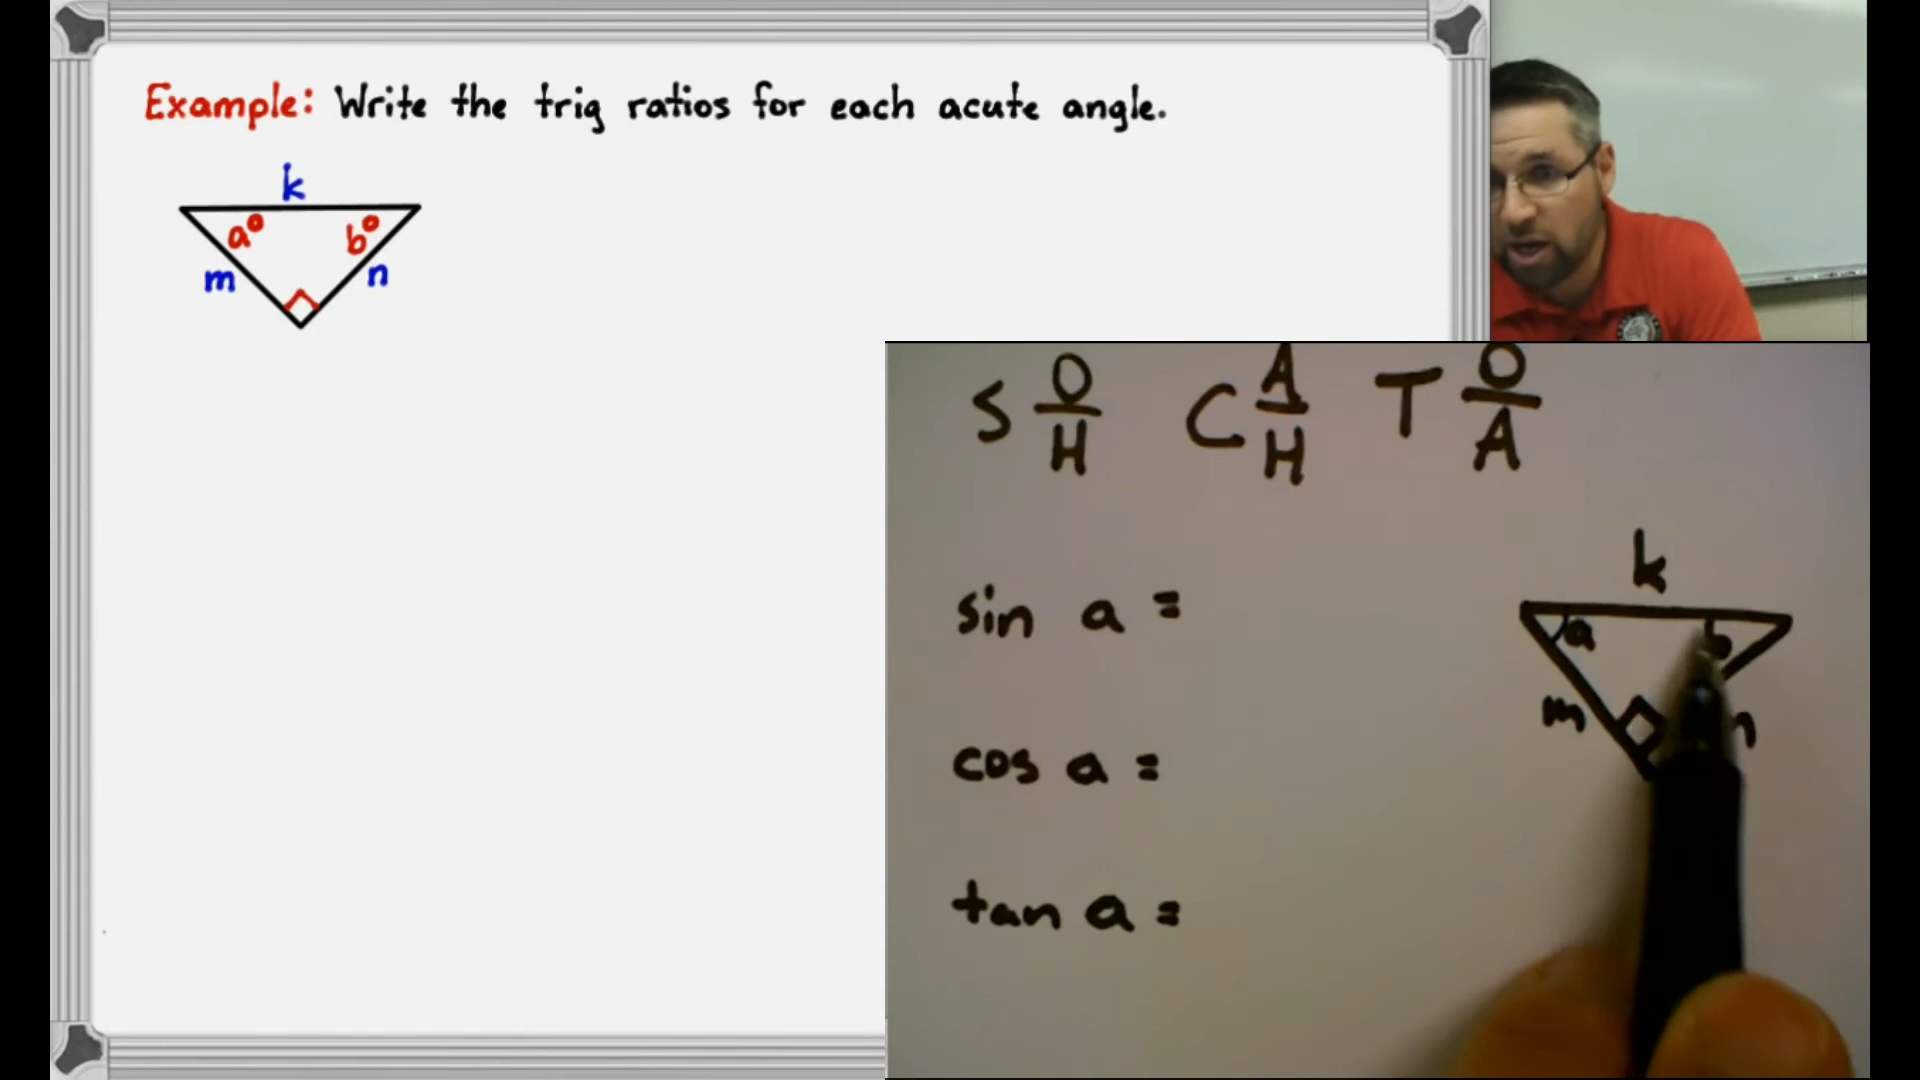 Example: Write the trig ratios for each acute angle.
k
a° b°
m n
S O/H C A/H T O/A
k
sin a =
a b
m n
cos a =
tan a =